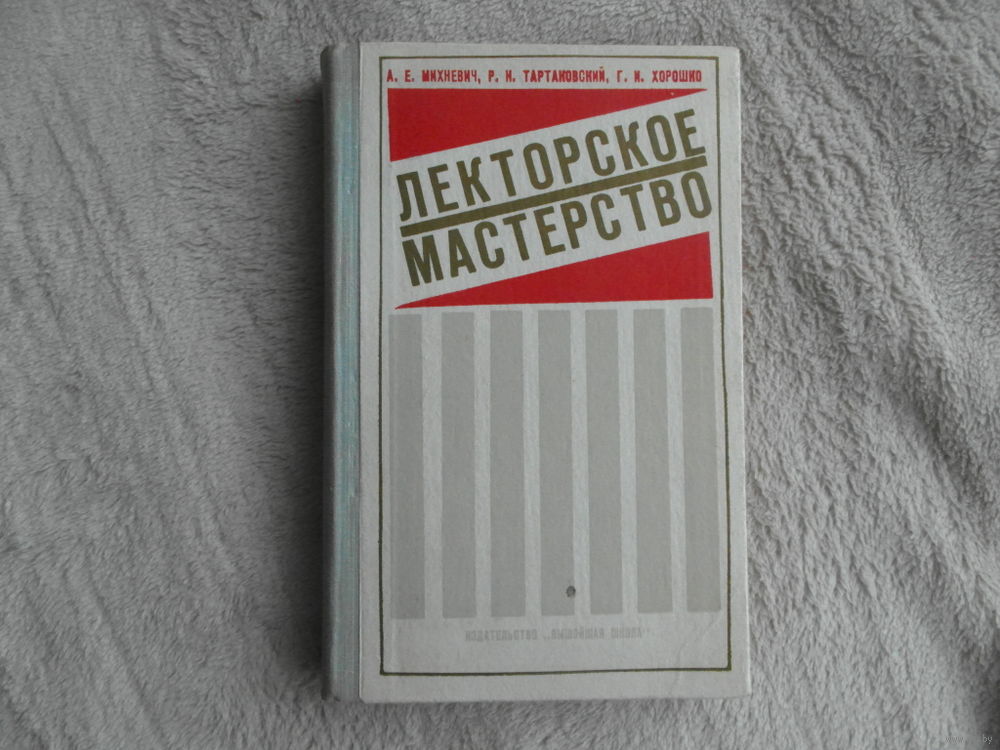 А. Е. МИХНЕВИЧ, Р. И. ТАРТАКОВСКИЙ, Г. И. ХОРОШКО
ЛЕКТОРСКОЕ
МАСТЕРСТВО
ИЗДАТЕЛЬСТВО „ВЫШЭЙШАЯ ШКОЛА“